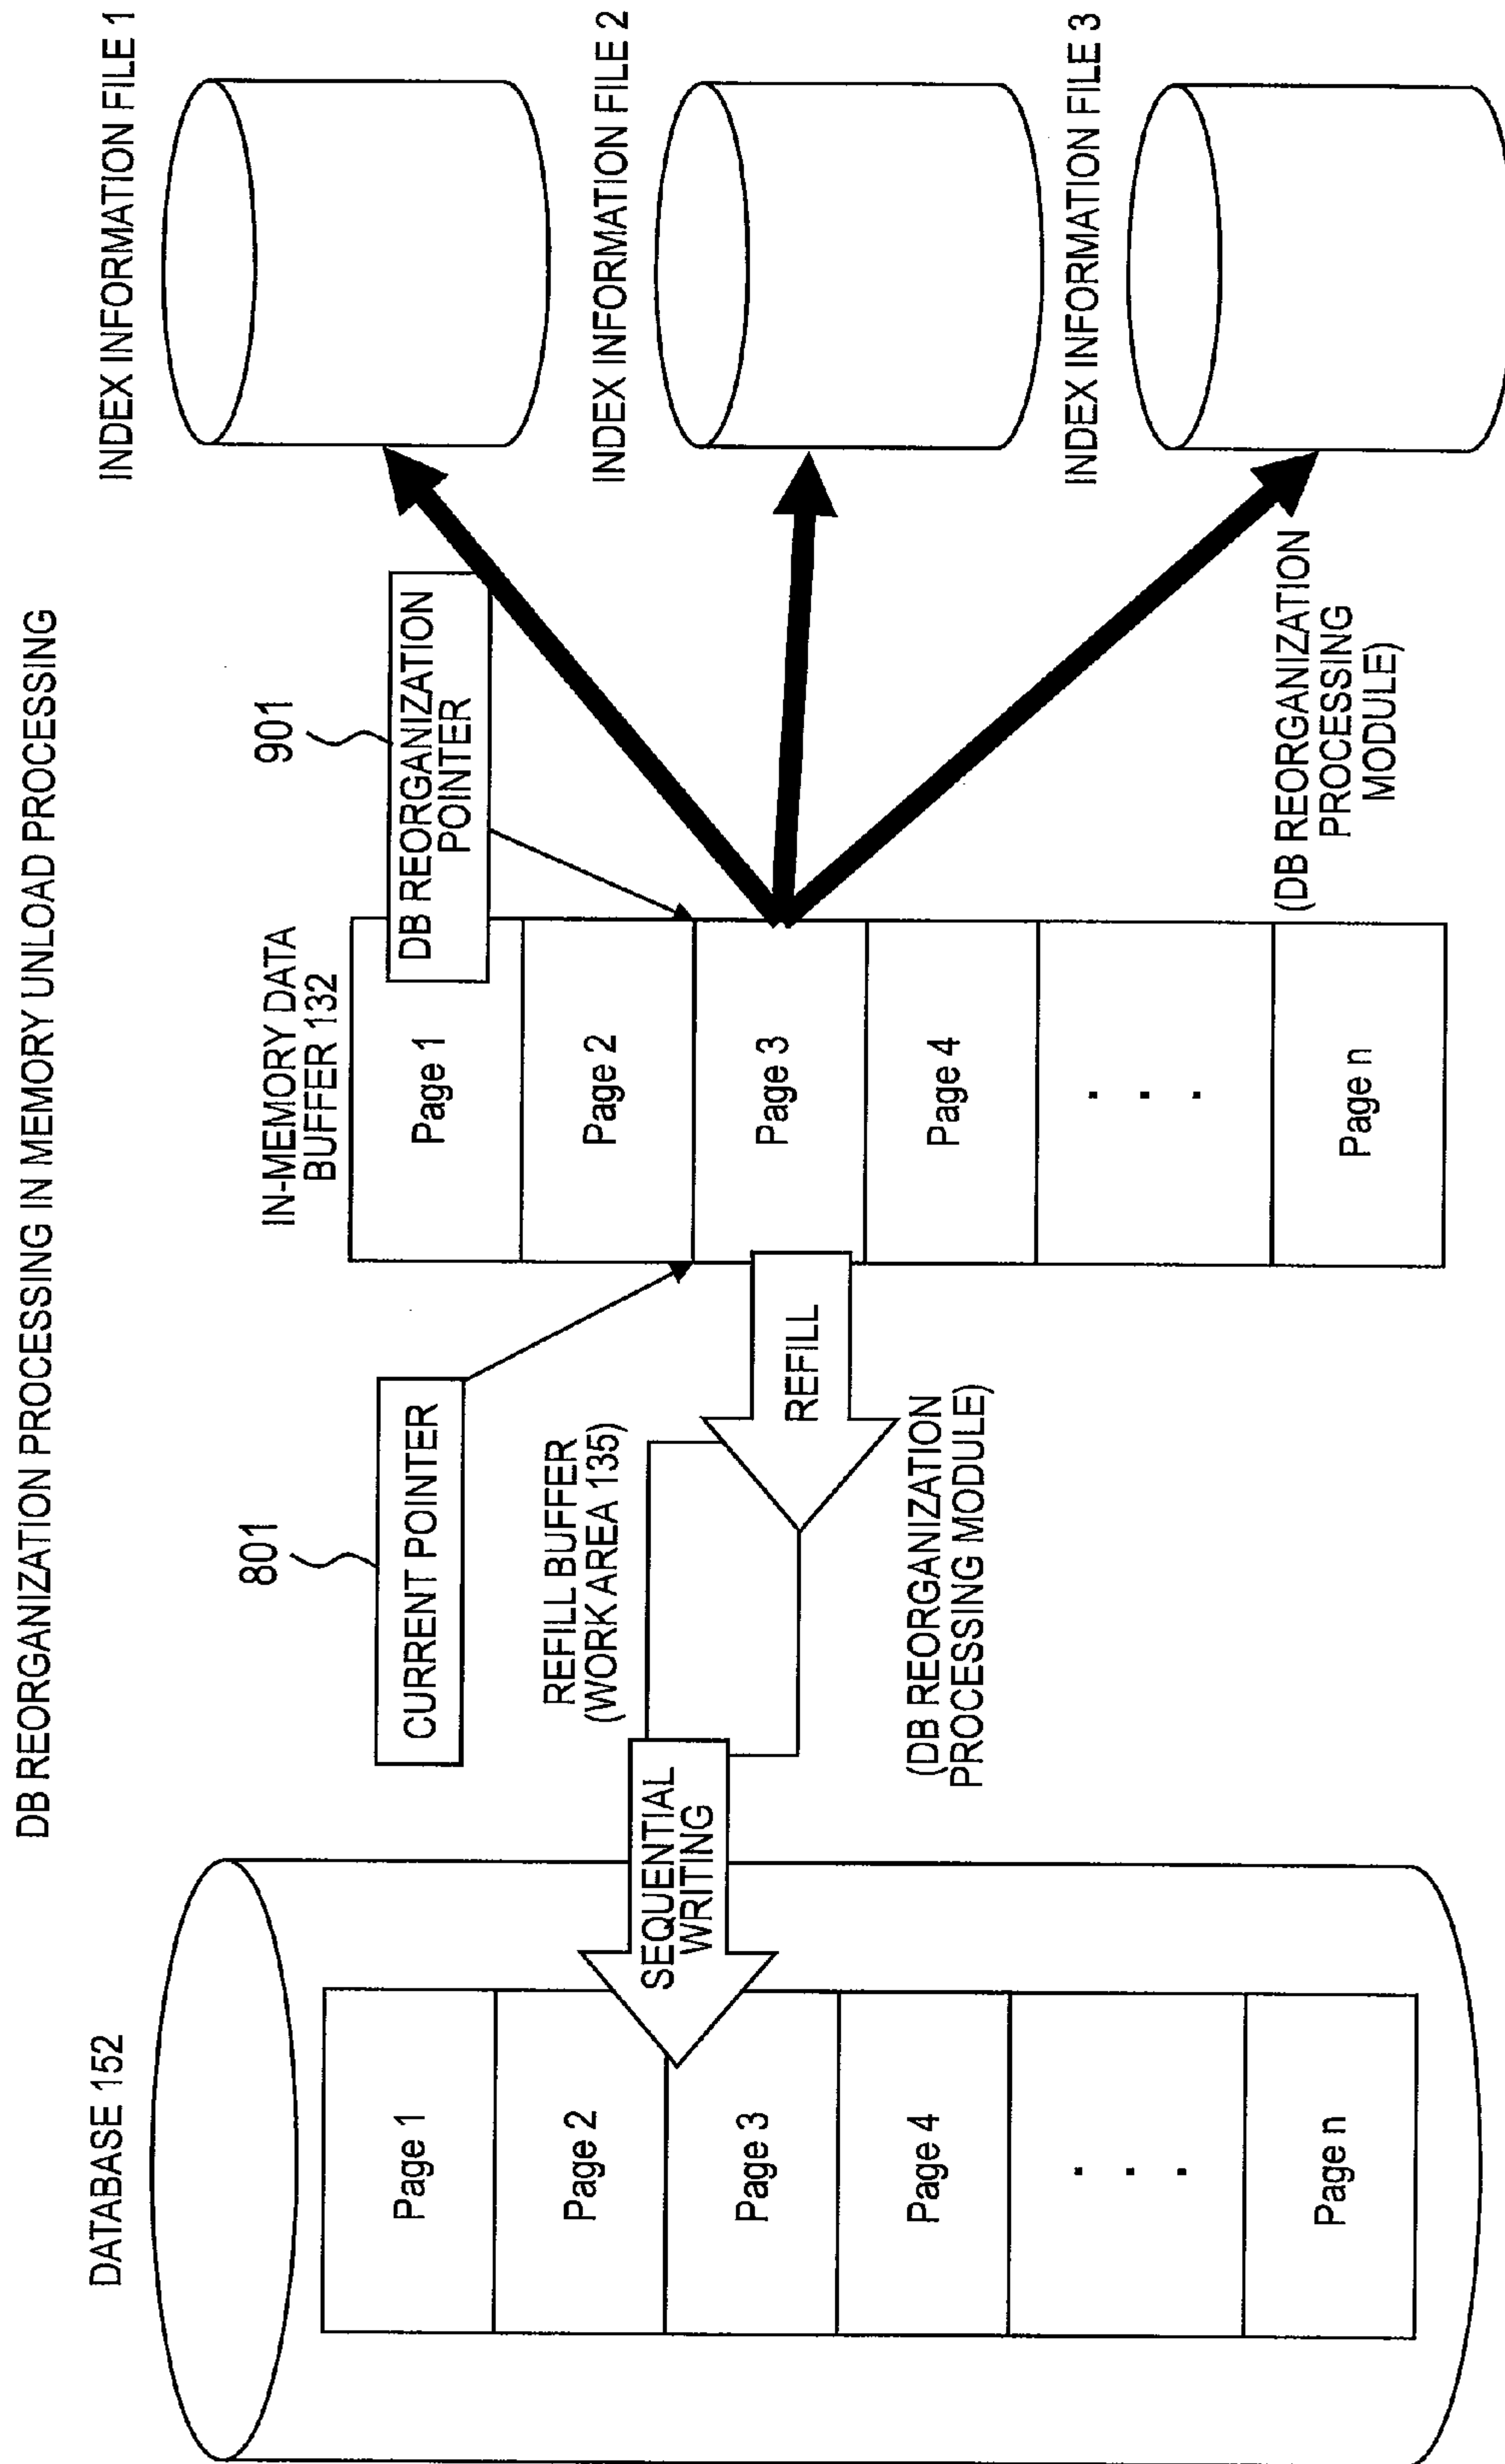 DB REORGANIZATION PROCESSING IN MEMORY UNLOAD PROCESSING
DATABASE 152
Page 1
Page 2
Page 3
Page 4
. . .
Page n
SEQUENTIAL
WRITING
801
CURRENT POINTER
REFILL BUFFER
(WORK AREA 135)
REFILL
(DB REORGANIZATION
PROCESSING MODULE)
IN-MEMORY DATA
BUFFER 132
Page 1
Page 2
Page 3
Page 4
. . .
Page n
901
DB REORGANIZATION
POINTER
(DB REORGANIZATION
PROCESSING
MODULE)
INDEX INFORMATION FILE 1
INDEX INFORMATION FILE 2
INDEX INFORMATION FILE 3